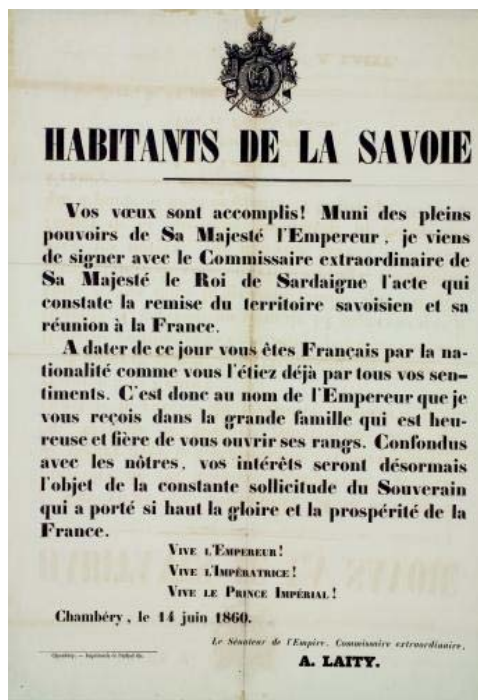 HABITANTS DE LA SAVOIE
Vos vœux sont accomplis! Muni des pleins
pouvoirs de Sa Majesté l'Empereur, je viens
de signer avec le Commissaire extraordinaire de
Sa Majesté le Roi de Sardaigne l'acte qui
constate la remise du territoire savoisien et sa
réunion à la France.
A dater de ce jour vous êtes Français par la na-
tionalité comme vous l'étiez déjà par tous vos sen-
timents. C'est donc au nom de l'Empereur que je
vous reçois dans la grande famille qui est heu-
reuse et fière de vous ouvrir ses rangs. Confondus
avec les nôtres, vos intérêts seront désormais
l'objet de la constante sollicitude du Souverain
qui a porté si haut la gloire et la prospérité de la
France.
VIVE L'EMPEREUR!
VIVE L'IMPÉRATRICE!
VIVE LE PRINCE IMPÉRIAL!
Chambéry, le 14 juin 1860.
Le Sénateur de l'Empire, Commissaire extraordinaire,
A. LAITY.